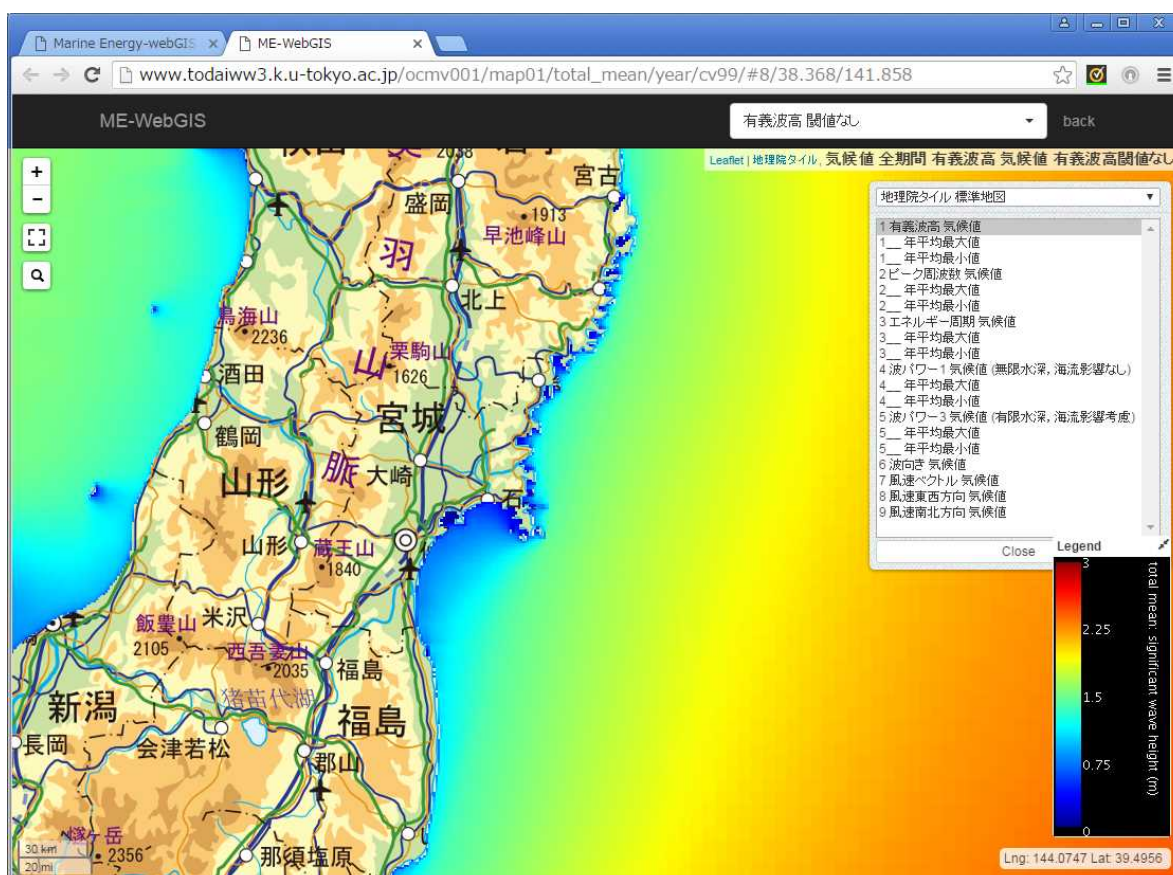 Marine Energy-webGIS
ME-WebGIS
www.todaiww3.k.u-tokyo.ac.jp/ocmv001/map01/total_mean/year/cv99/#8/38.368/141.858
ME-WebGIS
有義波高 閾値なし
back
Leaflet | 地理院タイル, 気候値 全期間 有義波高 気候値 有義波高閾値なし
地理院タイル 標準地図
1 有義波高 気候値
1__ 年平均最大値
1__ 年平均最小値
2 ピーク周波数 気候値
2__ 年平均最大値
2__ 年平均最小値
3 エネルギー周期 気候値
3__ 年平均最大値
3__ 年平均最小値
4 波パワー1 気候値 (無限水深, 海流影響なし)
4__ 年平均最大値
4__ 年平均最小値
5 波パワー3 気候値 (有限水深, 海流影響考慮)
5__ 年平均最大値
5__ 年平均最小値
6 波向き 気候値
7 風速ベクトル 気候値
8 風速東西方向 気候値
9 風速南北方向 気候値
Close
Legend
3
2.25
1.5
0.75
0
total mean: significant wave height (m)
+
−
奥
羽
山
脈
2038
宮古
盛岡
1913
早池峰山
北上
鳥海山
2236
栗駒山
1626
酒田
宮城
鶴岡
大崎
山形
石
山形
蔵王山
1840
飯豊山
2105
米沢
西吾妻山
2035
福島
猪苗代湖
新潟
福島
長岡
会津若松
郡山
燧ヶ岳
2356
那須塩原
30 km
20 mi
Lng: 144.0747 Lat: 39.4956